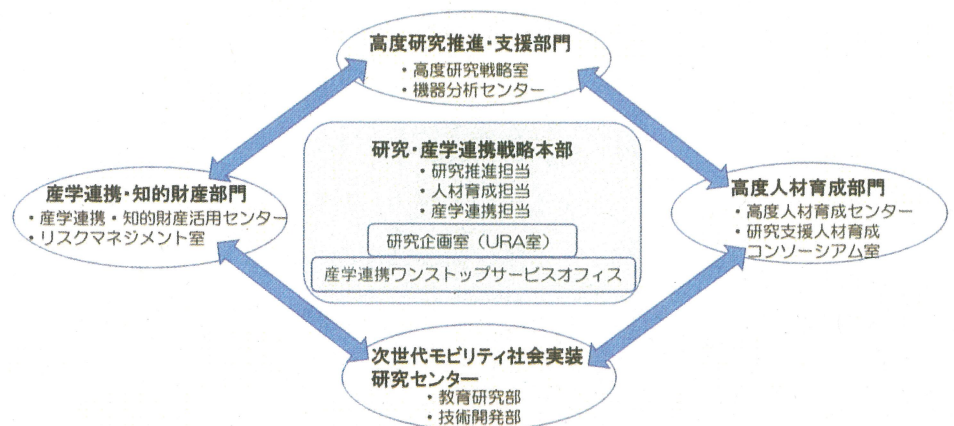 高度研究推進・支援部門
・高度研究戦略室
・機器分析センター
研究・産学連携戦略本部
・研究推進担当
・人材育成担当
・産学連携担当
研究企画室（URA室）
産学連携ワンストップサービスオフィス
産学連携・知的財産部門
・産学連携・知的財産活用センター
・リスクマネジメント室
高度人材育成部門
・高度人材育成センター
・研究支援人材育成
コンソーシアム室
次世代モビリティ社会実装
研究センター
・教育研究部
・技術開発部